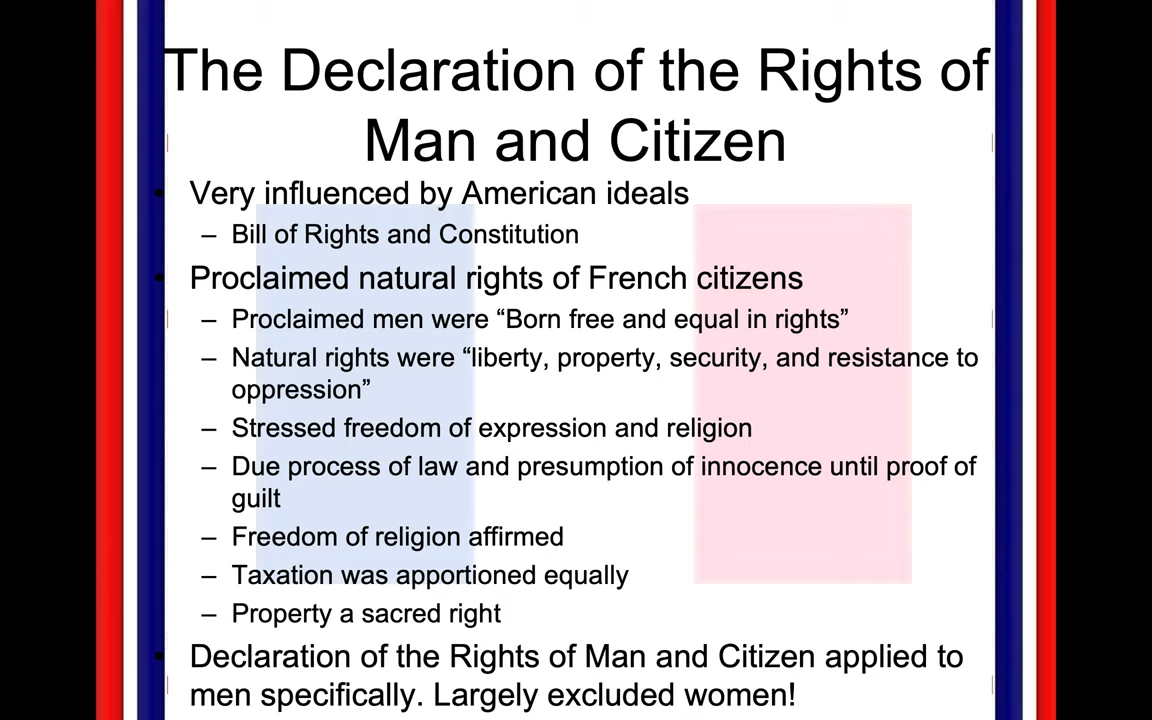 The Declaration of the Rights of
Man and Citizen
• Very influenced by American ideals
– Bill of Rights and Constitution
• Proclaimed natural rights of French citizens
– Proclaimed men were “Born free and equal in rights”
– Natural rights were “liberty, property, security, and resistance to
oppression”
– Stressed freedom of expression and religion
– Due process of law and presumption of innocence until proof of
guilt
– Freedom of religion affirmed
– Taxation was apportioned equally
– Property a sacred right
• Declaration of the Rights of Man and Citizen applied to
men specifically. Largely excluded women!